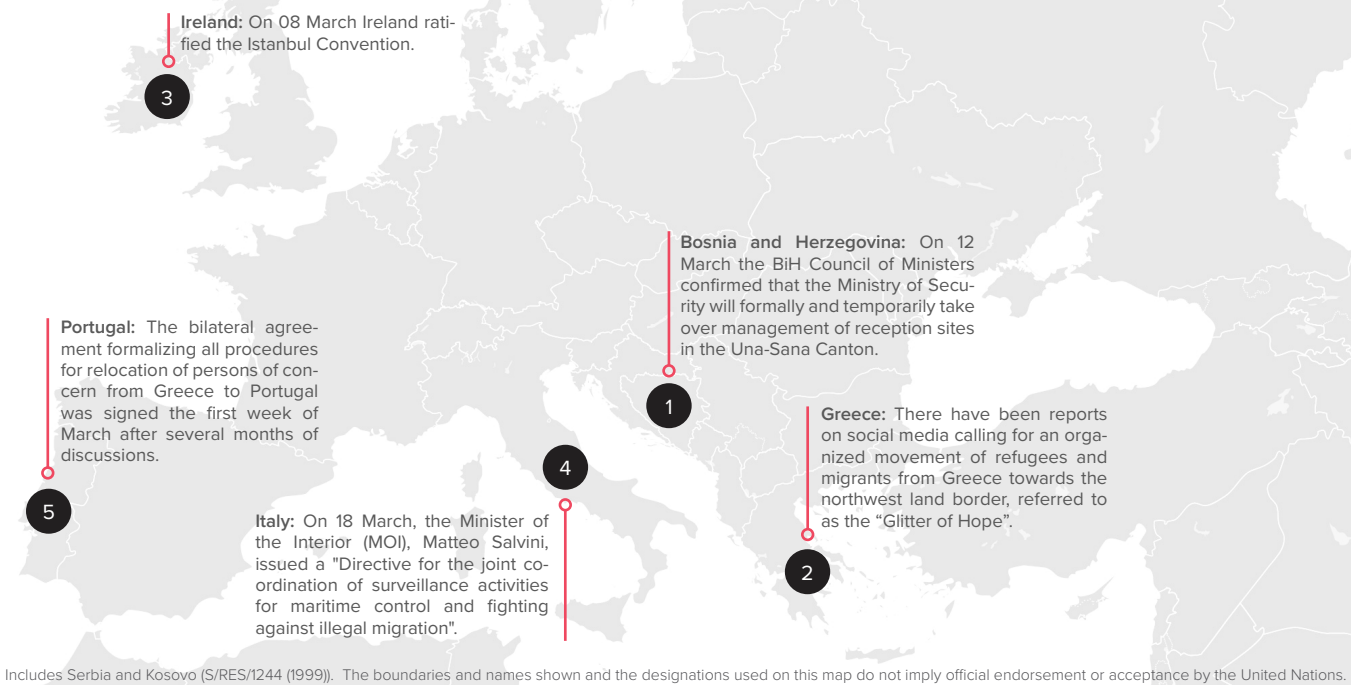 Ireland: On 08 March Ireland rati-
fied the Istanbul Convention.
3
Bosnia and Herzegovina: On 12
March the BiH Council of Ministers
confirmed that the Ministry of Secu-
rity will formally and temporarily take
over management of reception sites
in the Una-Sana Canton.
1
Portugal: The bilateral agree-
ment formalizing all procedures
for relocation of persons of con-
cern from Greece to Portugal
was signed the first week of
March after several months of
discussions.
5
Greece: There have been reports
on social media calling for an orga-
nized movement of refugees and
migrants from Greece towards the
northwest land border, referred to
as the “Glitter of Hope”.
2
4
Italy: On 18 March, the Minister of
the Interior (MOI), Matteo Salvini,
issued a "Directive for the joint co-
ordination of surveillance activities
for maritime control and fighting
against illegal migration".
Includes Serbia and Kosovo (S/RES/1244 (1999)). The boundaries and names shown and the designations used on this map do not imply official endorsement or acceptance by the United Nations.